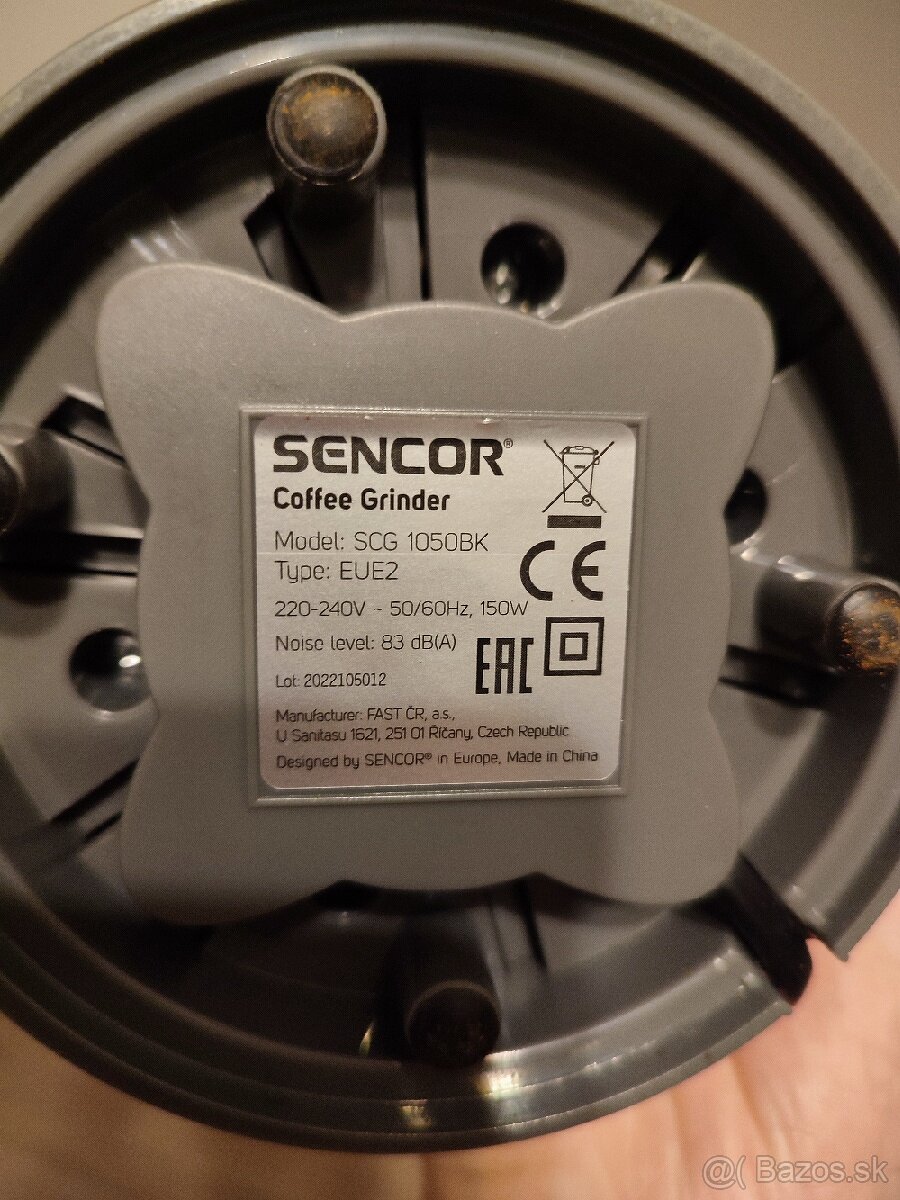 SENCOR®
Coffee Grinder
Model: SCG 1050BK
Type: EUE2
220-240V ~ 50/60Hz, 150W
Noise level: 83 dB(A)
Lot: 2022105012
Manufacturer: FAST ČR, a.s.,
U Sanitasu 1621, 251 01 Říčany, Czech Republic
Designed by SENCOR® in Europe, Made in China
CE
EAC
@( Bazos.sk